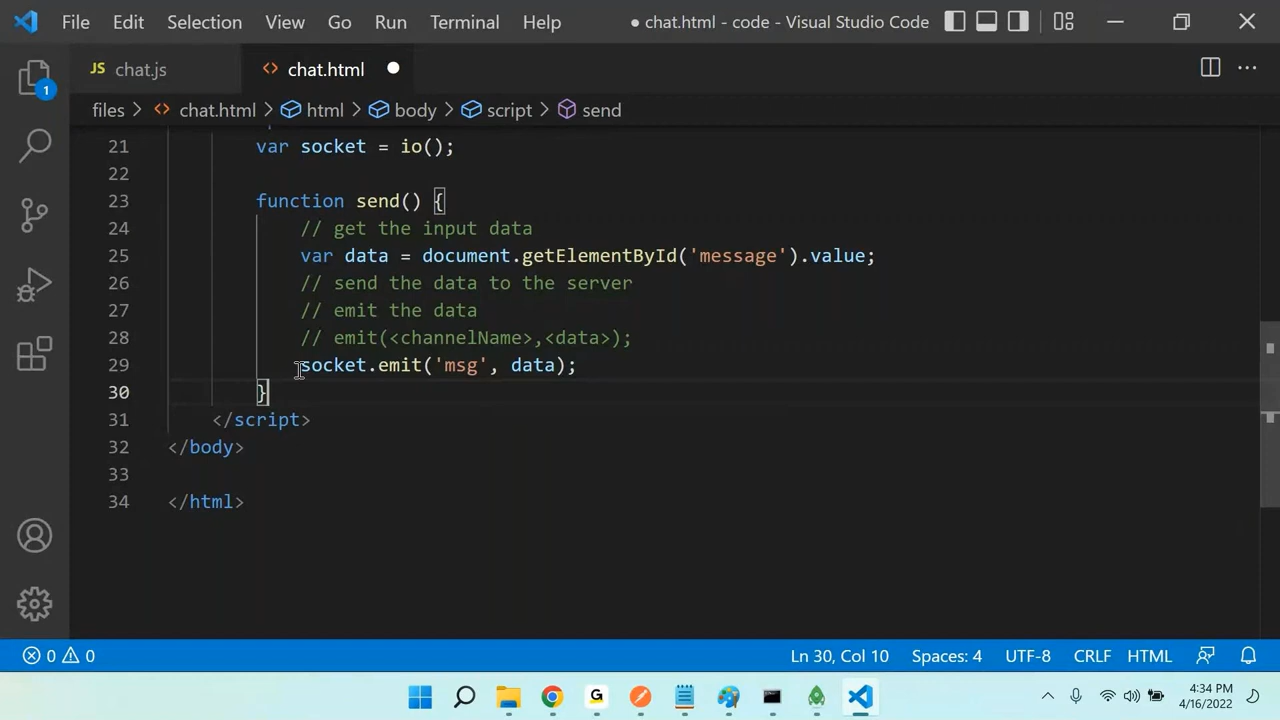 File Edit Selection View Go Run Terminal Help ● chat.html - code - Visual Studio Code
JS chat.js <> chat.html ●
files > <> chat.html > html > body > script > send
21 var socket = io();
22
23 function send() {
24 // get the input data
25 var data = document.getElementById('message').value;
26 // send the data to the server
27 // emit the data
28 // emit(<channelName>,<data>);
29 socket.emit('msg', data);
30 }
31 </script>
32 </body>
33
34 </html>
1
0 0 Ln 30, Col 10 Spaces: 4 UTF-8 CRLF HTML
G
4:34 PM
4/16/2022